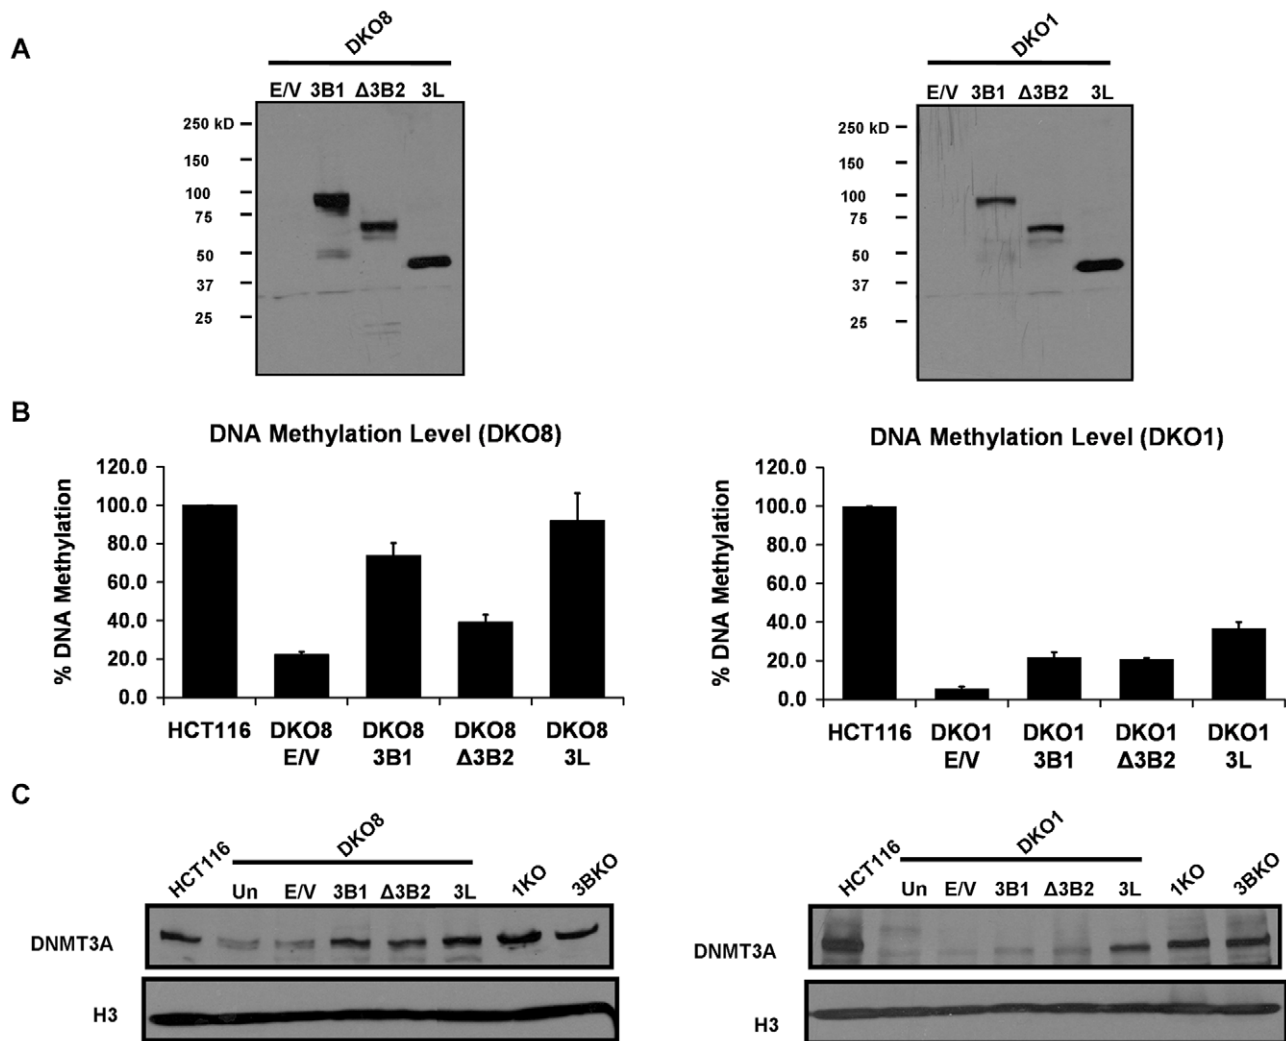 A
DKO8
E/V 3B1 Δ3B2 3L
250 kD
150
100
75
50
37
25
DKO1
E/V 3B1 Δ3B2 3L
250 kD
150
100
75
50
37
25
B
DNA Methylation Level (DKO8)
% DNA Methylation
120.0
100.0
80.0
60.0
40.0
20.0
0.0
HCT116 DKO8 DKO8 DKO8 DKO8
E/V 3B1 Δ3B2 3L
DNA Methylation Level (DKO1)
% DNA Methylation
120.0
100.0
80.0
60.0
40.0
20.0
0.0
HCT116 DKO1 DKO1 DKO1 DKO1
E/V 3B1 Δ3B2 3L
C
DKO8
HCT116 Un E/V 3B1 Δ3B2 3L 1KO 3BKO
DNMT3A
H3
DKO1
HCT116 Un E/V 3B1 Δ3B2 3L 1KO 3BKO
DNMT3A
H3